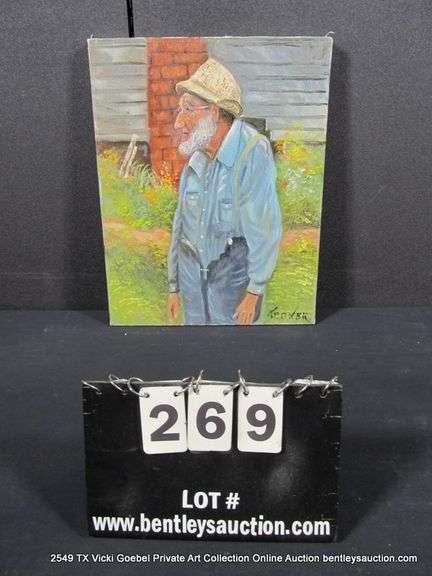 269
LOT #
www.bentleysauction.com
2549 TX Vicki Goebel Private Art Collection Online Auction bentleysauction.com